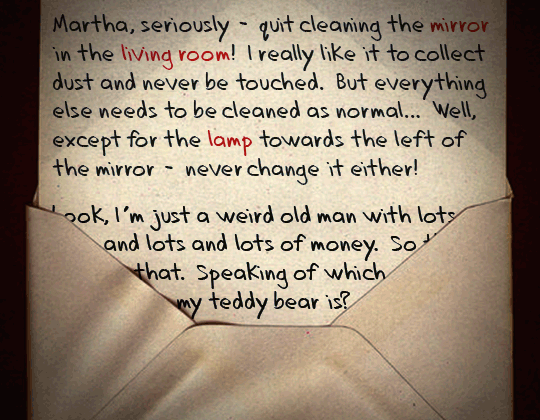 Martha, seriously - quit cleaning the mirror
in the living room! I really like it to collect
dust and never be touched. But everything
else needs to be cleaned as normal... Well,
except for the lamp towards the left of
the mirror - never change it either!
Look, I'm just a weird old man with lots
and lots and lots of money. So
that. Speaking of which
my teddy bear is?